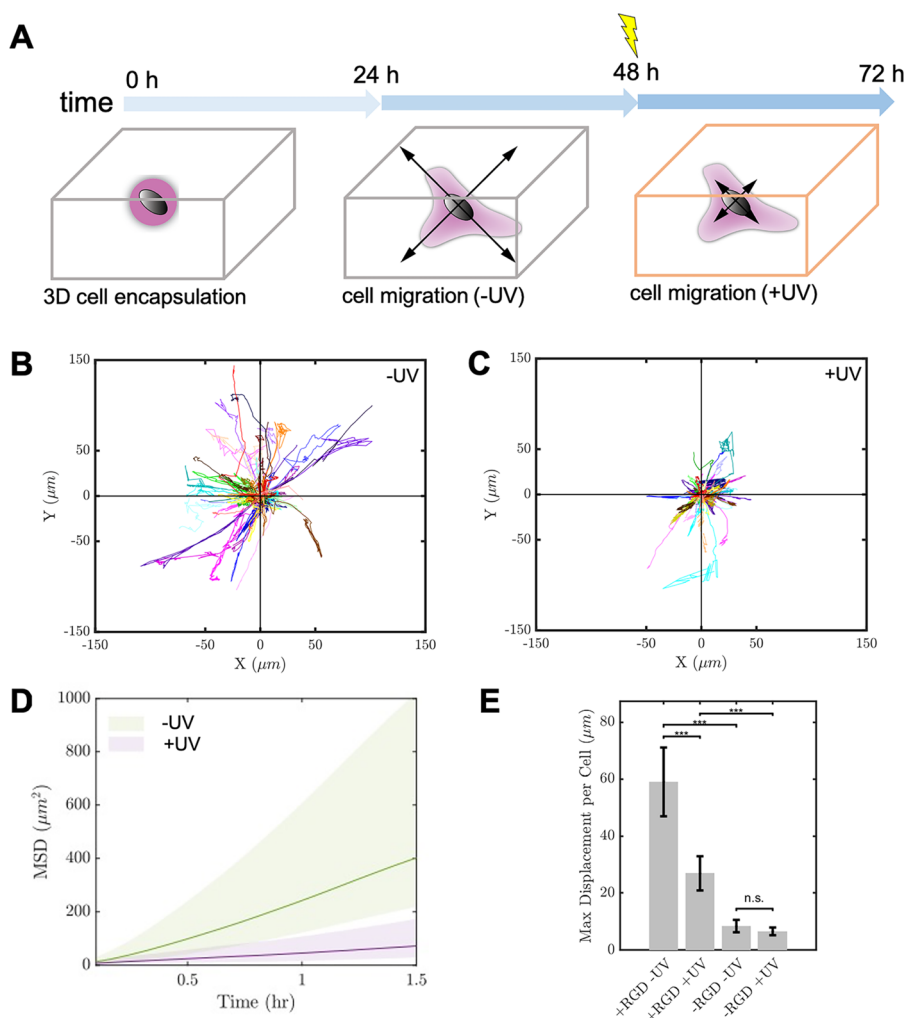 A
time
0 h
24 h
48 h
72 h
3D cell encapsulation
cell migration (-UV)
cell migration (+UV)
B
-UV
150
50
0
-50
-150
Y (μm)
-150
-50
0
50
150
X (μm)
C
+UV
150
50
0
-50
-150
Y (μm)
-150
-50
0
50
150
X (μm)
D
-UV
+UV
1000
800
600
400
200
0
MSD (μm²)
0.5
1
1.5
Time (hr)
E
***
***
***
n.s.
80
60
40
20
0
Max Displacement per Cell (μm)
+RGD -UV
+RGD +UV
-RGD -UV
-RGD +UV